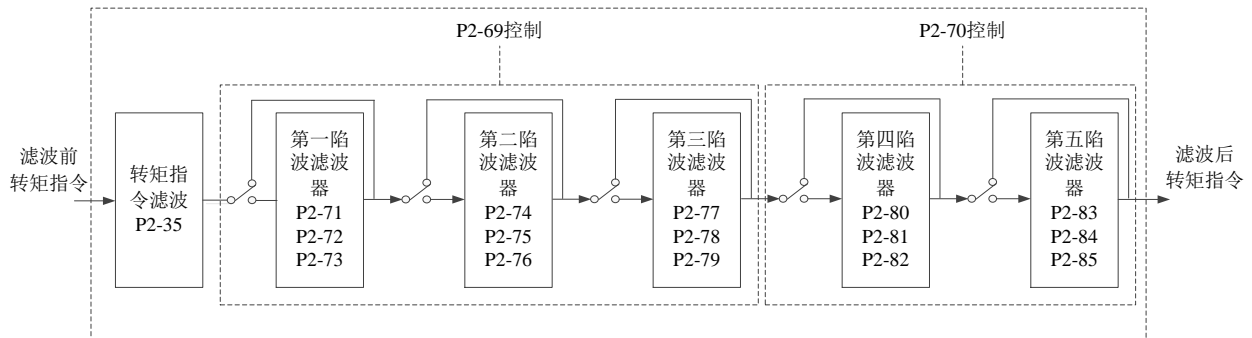 P2-69控制
P2-70控制
滤波前
转矩指令
转矩指
令滤波
P2-35
第一陷
波滤波
器
P2-71
P2-72
P2-73
第二陷
波滤波
器
P2-74
P2-75
P2-76
第三陷
波滤波
器
P2-77
P2-78
P2-79
第四陷
波滤波
器
P2-80
P2-81
P2-82
第五陷
波滤波
器
P2-83
P2-84
P2-85
滤波后
转矩指令